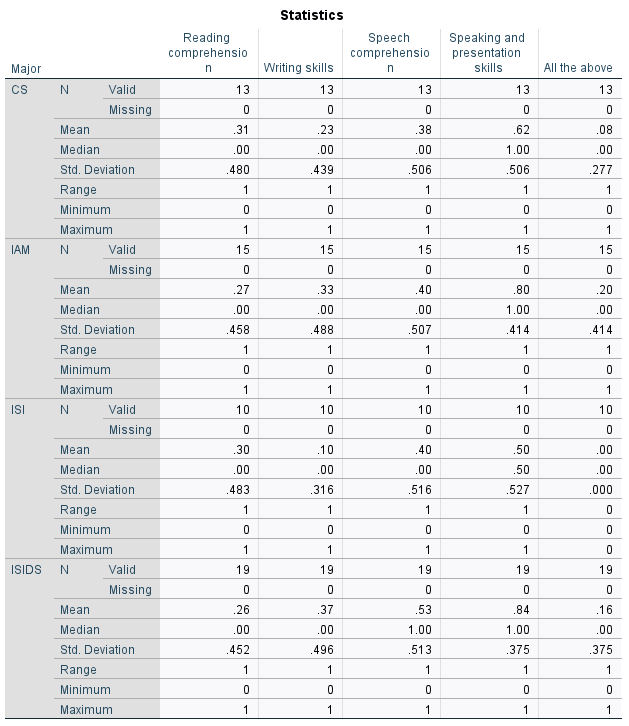 Statistics
Major Reading comprehensio n Writing skills Speech comprehensio n Speaking and presentation skills All the above
CS N Valid 13 13 13 13 13
Missing 0 0 0 0 0
Mean .31 .23 .38 .62 .08
Median .00 .00 .00 1.00 .00
Std. Deviation .480 .439 .506 .506 .277
Range 1 1 1 1 1
Minimum 0 0 0 0 0
Maximum 1 1 1 1 1
IAM N Valid 15 15 15 15 15
Missing 0 0 0 0 0
Mean .27 .33 .40 .80 .20
Median .00 .00 .00 1.00 .00
Std. Deviation .458 .488 .507 .414 .414
Range 1 1 1 1 1
Minimum 0 0 0 0 0
Maximum 1 1 1 1 1
ISI N Valid 10 10 10 10 10
Missing 0 0 0 0 0
Mean .30 .10 .40 .50 .00
Median .00 .00 .00 .50 .00
Std. Deviation .483 .316 .516 .527 .000
Range 1 1 1 1 0
Minimum 0 0 0 0 0
Maximum 1 1 1 1 0
ISIDS N Valid 19 19 19 19 19
Missing 0 0 0 0 0
Mean .26 .37 .53 .84 .16
Median .00 .00 1.00 1.00 .00
Std. Deviation .452 .496 .513 .375 .375
Range 1 1 1 1 1
Minimum 0 0 0 0 0
Maximum 1 1 1 1 1